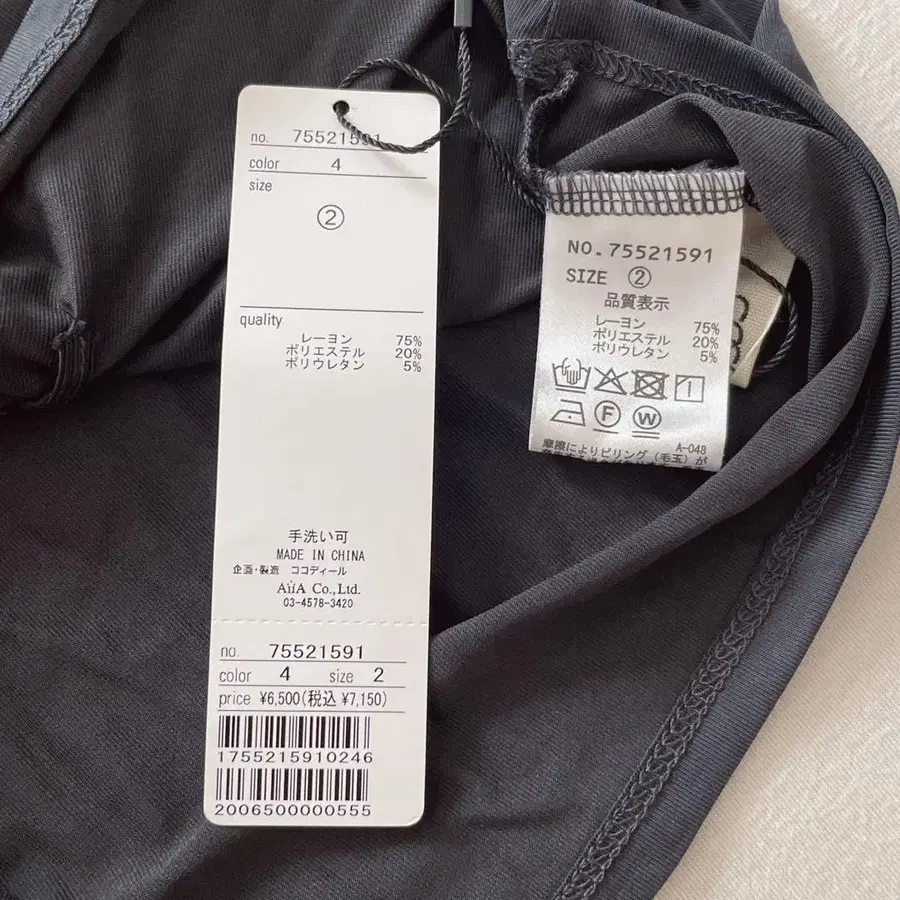 no. 75521591
color 4
size
②
quality
レーヨン 75%
ポリエステル 20%
ポリウレタン 5%
手洗い可
MADE IN CHINA
企画・製造 ココディール
AiiA Co.,Ltd.
03-4578-3420
no. 75521591
color 4 size 2
price ¥6,500(税込 ¥7,150)
1755215910246
2006500000555
NO.75521591
SIZE ②
品質表示
レーヨン 75%
ポリエステル 20%
ポリウレタン 5%
F W
A-048
摩擦によりピリング(毛玉)が